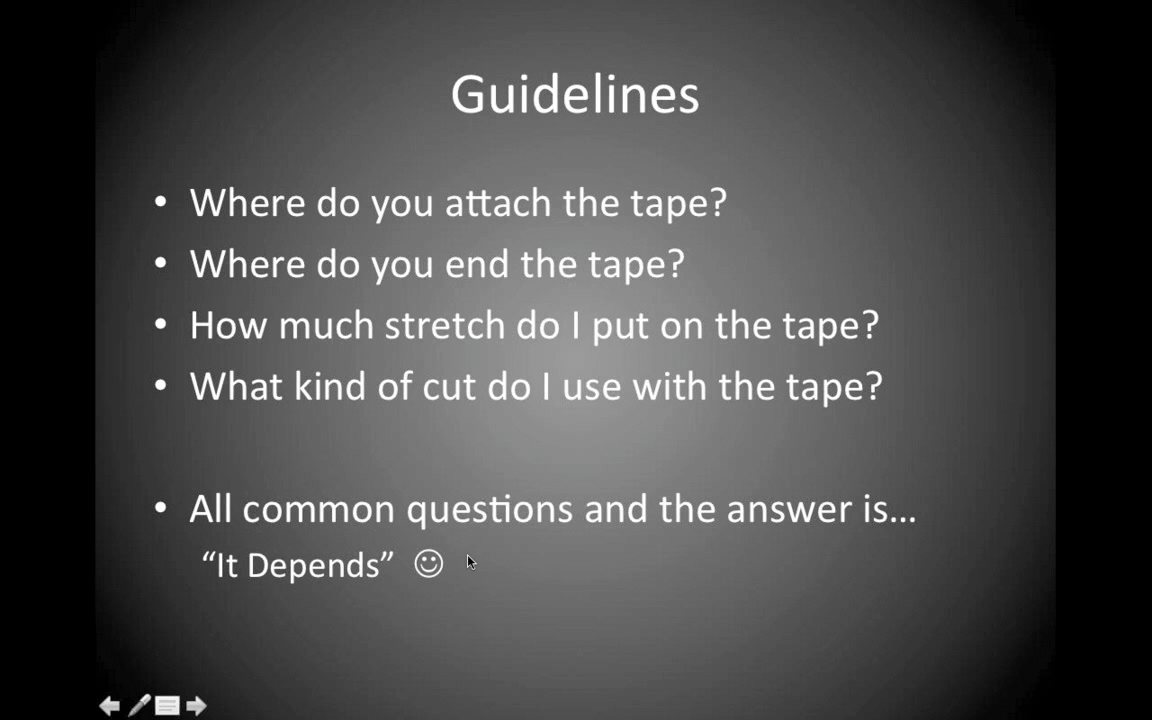 Guidelines
• Where do you attach the tape?
• Where do you end the tape?
• How much stretch do I put on the tape?
• What kind of cut do I use with the tape?
• All common questions and the answer is...
“It Depends” ☺